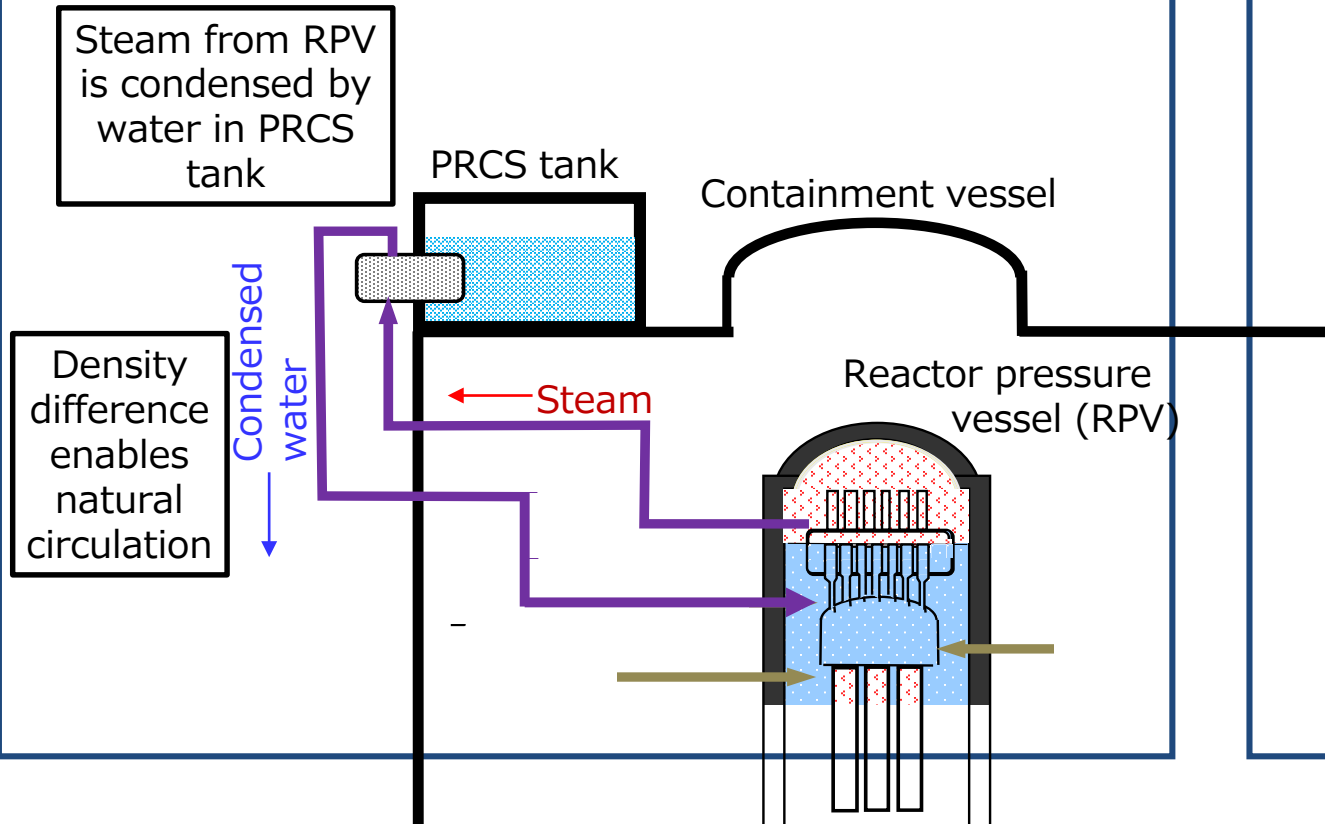 Steam from RPV
is condensed by
water in PRCS
tank
PRCS tank
Containment vessel
Condensed
water
Density
difference
enables
natural
circulation
Steam
Reactor pressure
vessel (RPV)